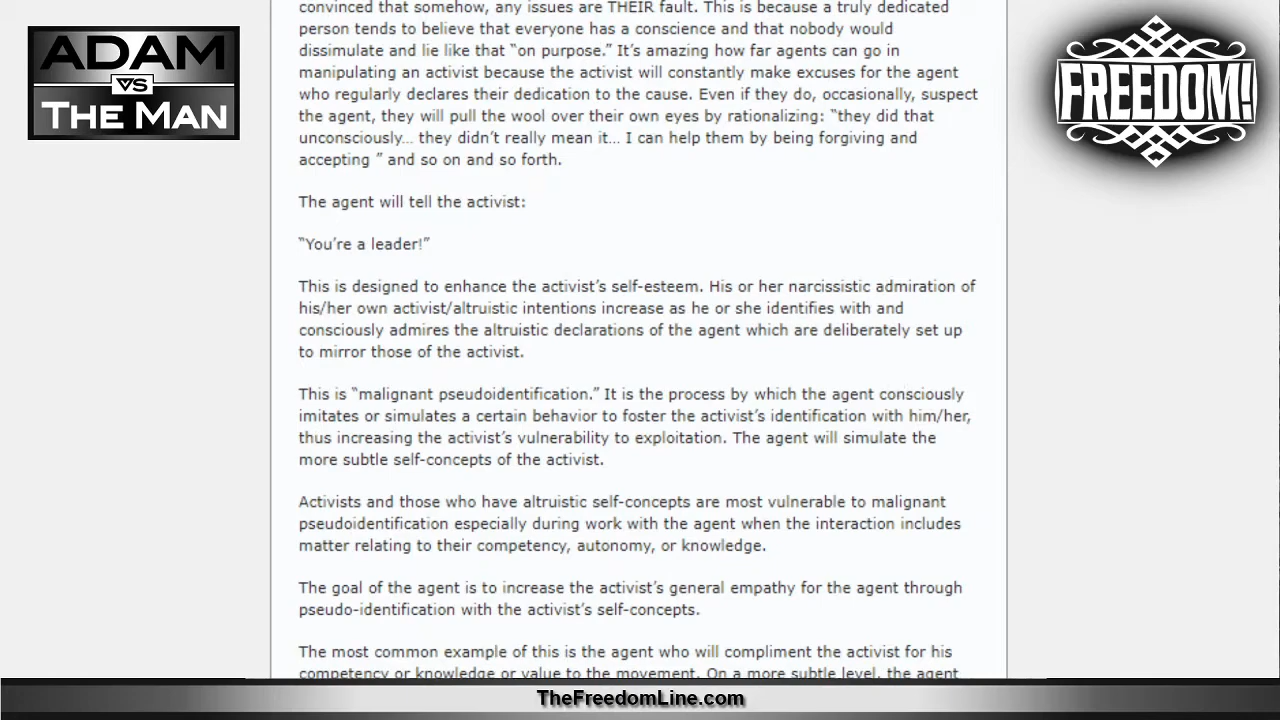 ADAM
VS
THE MAN
FREEDOM!
convinced that somehow, any issues are THEIR fault. This is because a truly dedicated
person tends to believe that everyone has a conscience and that nobody would
dissimulate and lie like that “on purpose.” It’s amazing how far agents can go in
manipulating an activist because the activist will constantly make excuses for the agent
who regularly declares their dedication to the cause. Even if they do, occasionally, suspect
the agent, they will pull the wool over their own eyes by rationalizing: “they did that
unconsciously… they didn’t really mean it… I can help them by being forgiving and
accepting ” and so on and so forth.
The agent will tell the activist:
“You’re a leader!”
This is designed to enhance the activist’s self-esteem. His or her narcissistic admiration of
his/her own activist/altruistic intentions increase as he or she identifies with and
consciously admires the altruistic declarations of the agent which are deliberately set up
to mirror those of the activist.
This is “malignant pseudoidentification.” It is the process by which the agent consciously
imitates or simulates a certain behavior to foster the activist’s identification with him/her,
thus increasing the activist’s vulnerability to exploitation. The agent will simulate the
more subtle self-concepts of the activist.
Activists and those who have altruistic self-concepts are most vulnerable to malignant
pseudoidentification especially during work with the agent when the interaction includes
matter relating to their competency, autonomy, or knowledge.
The goal of the agent is to increase the activist’s general empathy for the agent through
pseudo-identification with the activist’s self-concepts.
The most common example of this is the agent who will compliment the activist for his
competency or knowledge or value to the movement. On a more subtle level, the agent
TheFreedomLine.com